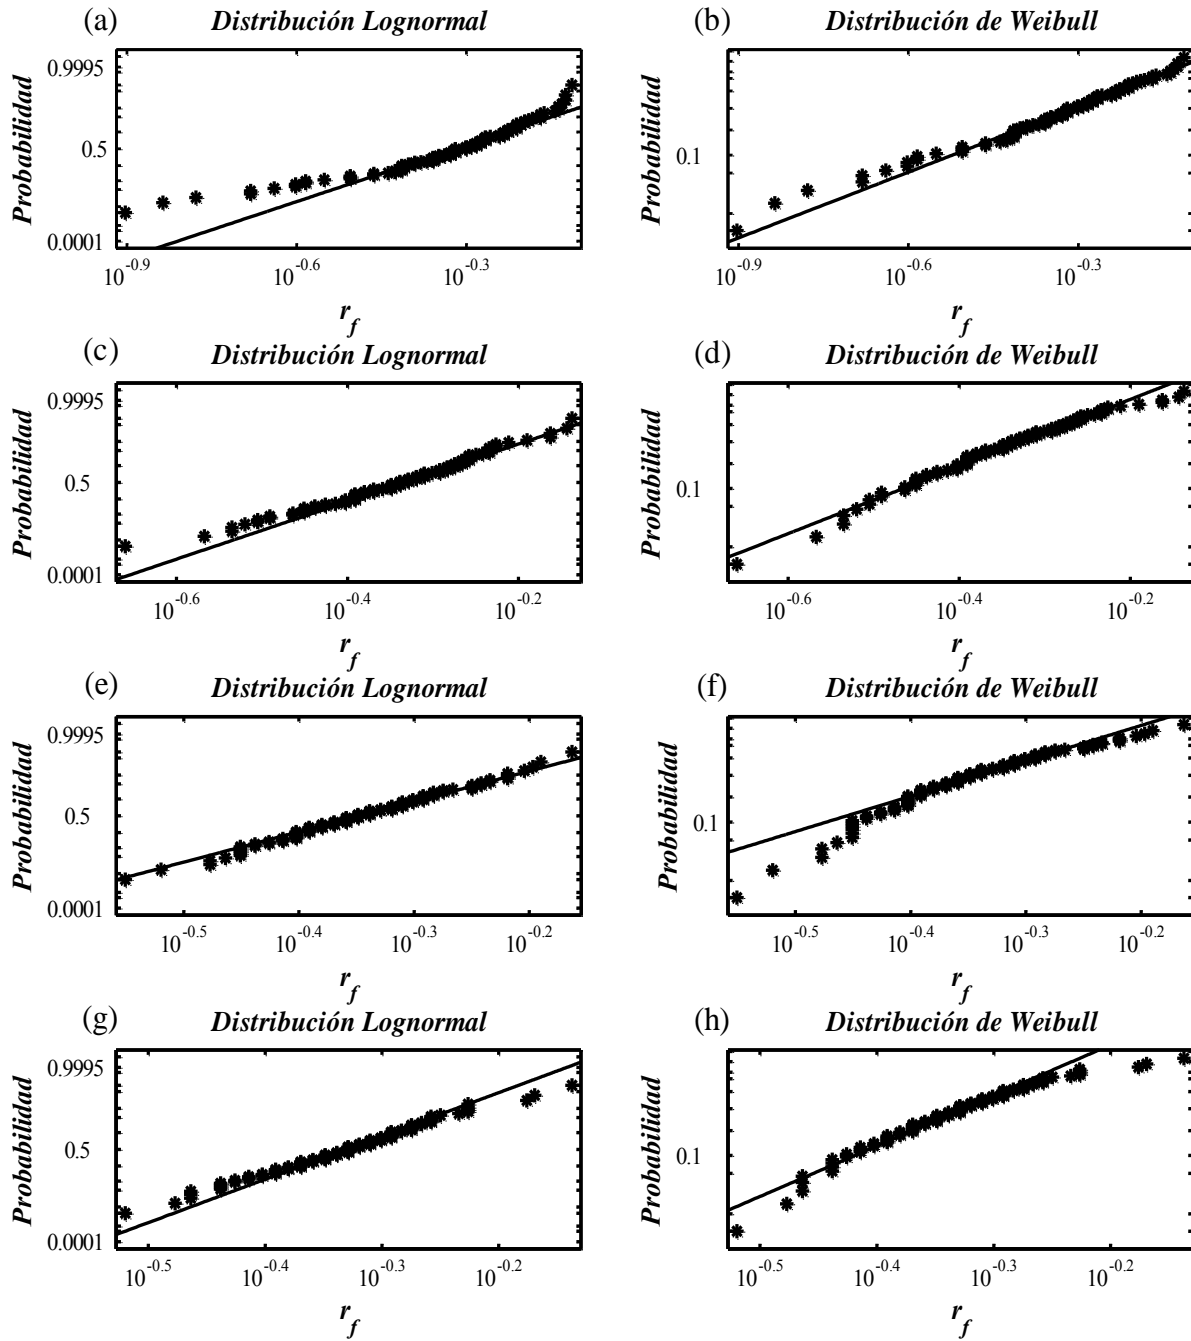 (a) Distribución Lognormal
Probabilidad
0.9995
0.5
0.0001
10^-0.9 10^-0.6 10^-0.3
r_f
(b) Distribución de Weibull
Probabilidad
0.1
10^-0.9 10^-0.6 10^-0.3
r_f
(c) Distribución Lognormal
Probabilidad
0.9995
0.5
0.0001
10^-0.6 10^-0.4 10^-0.2
r_f
(d) Distribución de Weibull
Probabilidad
0.1
10^-0.6 10^-0.4 10^-0.2
r_f
(e) Distribución Lognormal
Probabilidad
0.9995
0.5
0.0001
10^-0.5 10^-0.4 10^-0.3 10^-0.2
r_f
(f) Distribución de Weibull
Probabilidad
0.1
10^-0.5 10^-0.4 10^-0.3 10^-0.2
r_f
(g) Distribución Lognormal
Probabilidad
0.9995
0.5
0.0001
10^-0.5 10^-0.4 10^-0.3 10^-0.2
r_f
(h) Distribución de Weibull
Probabilidad
0.1
10^-0.5 10^-0.4 10^-0.3 10^-0.2
r_f